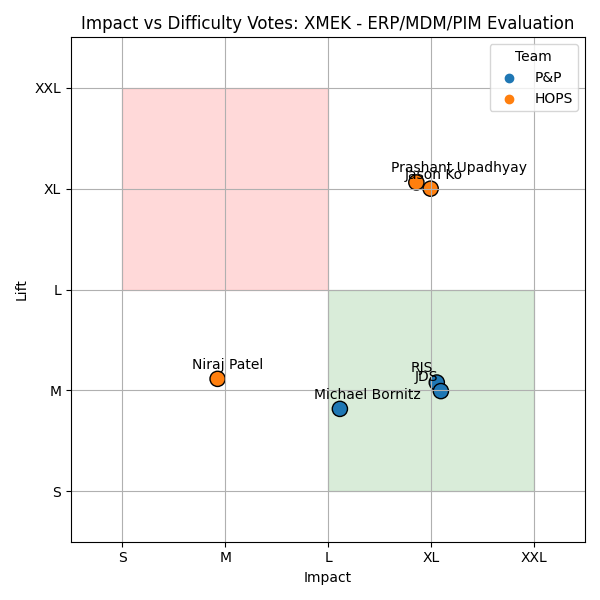 Impact vs Difficulty Votes: XMEK - ERP/MDM/PIM Evaluation
Team
P&P
HOPS
XXL
XL
L
M
S
Lift
Prashant Upadhyay
Jason Ko
Niraj Patel
RJS
JDS
Michael Bornitz
S M L XL XXL
Impact